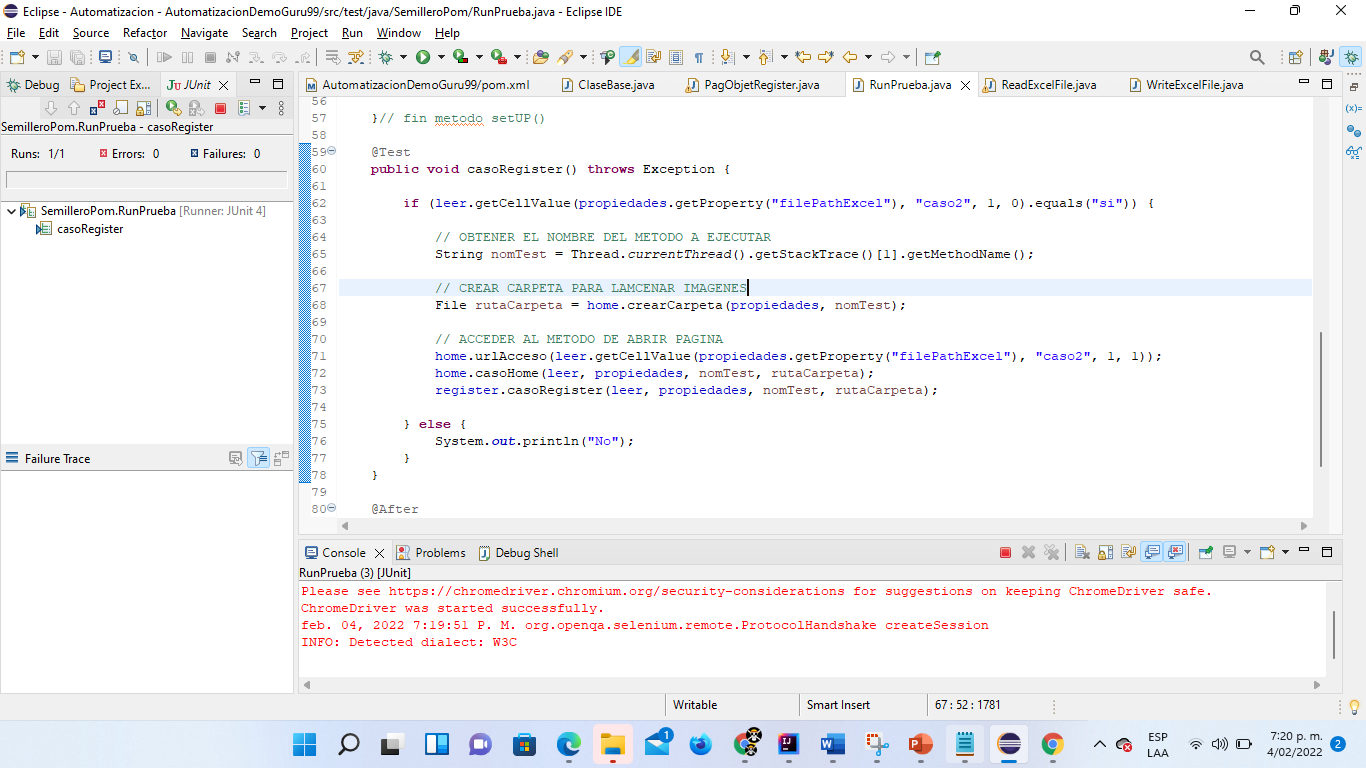 Eclipse - Automatizacion - AutomatizacionDemoGuru99/src/test/java/SemilleroPom/RunPrueba.java - Eclipse IDE
File Edit Source Refactor Navigate Search Project Run Window Help
Debug Project Ex... JUnit
AutomatizacionDemoGuru99/pom.xml ClaseBase.java PagObjetRegister.java RunPrueba.java ReadExcelFile.java WriteExcelFile.java
SemilleroPom.RunPrueba - casoRegister
Runs: 1/1 Errors: 0 Failures: 0
SemilleroPom.RunPrueba [Runner: JUnit 4]
casoRegister
Failure Trace
56
57 }// fin metodo setUP()
58
59 @Test
60 public void casoRegister() throws Exception {
61
62 if (leer.getCellValue(propiedades.getProperty("filePathExcel"), "caso2", 1, 0).equals("si")) {
63
64 // OBTENER EL NOMBRE DEL METODO A EJECUTAR
65 String nomTest = Thread.currentThread().getStackTrace()[1].getMethodName();
66
67 // CREAR CARPETA PARA LAMCENAR IMAGENES
68 File rutaCarpeta = home.crearCarpeta(propiedades, nomTest);
69
70 // ACCEDER AL METODO DE ABRIR PAGINA
71 home.urlAcceso(leer.getCellValue(propiedades.getProperty("filePathExcel"), "caso2", 1, 1));
72 home.casoHome(leer, propiedades, nomTest, rutaCarpeta);
73 register.casoRegister(leer, propiedades, nomTest, rutaCarpeta);
74
75 } else {
76 System.out.println("No");
77 }
78 }
79
80 @After
Console Problems Debug Shell
RunPrueba (3) [JUnit]
Please see https://chromedriver.chromium.org/security-considerations for suggestions on keeping ChromeDriver safe.
ChromeDriver was started successfully.
feb. 04, 2022 7:19:51 P. M. org.openqa.selenium.remote.ProtocolHandshake createSession
INFO: Detected dialect: W3C
Writable Smart Insert 67 : 52 : 1781
1
ESP
LAA
7:20 p. m.
4/02/2022
2